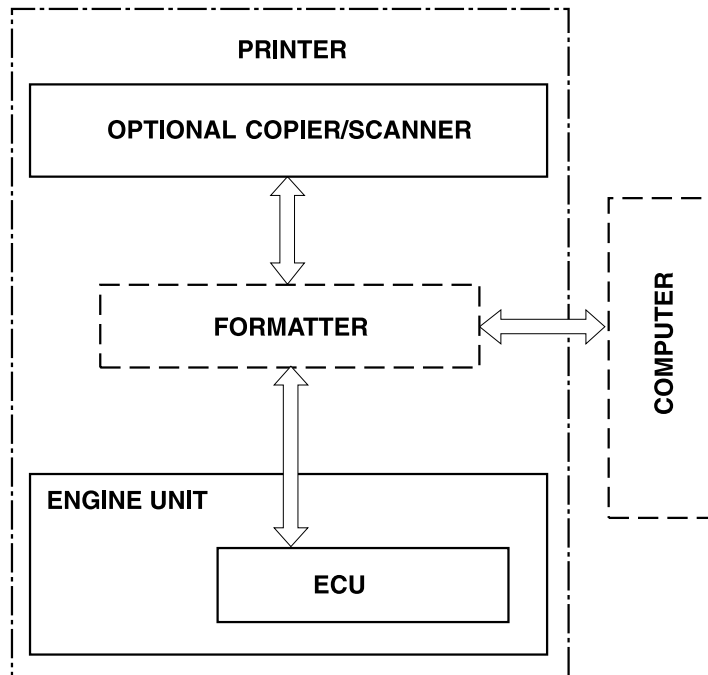 PRINTER
OPTIONAL COPIER/SCANNER
FORMATTER
COMPUTER
ENGINE UNIT
ECU